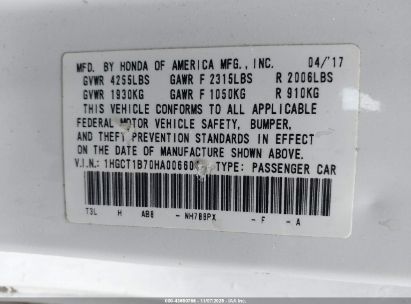 MFD. BY HONDA OF AMERICA MFG., INC. 04/17
GVWR 4255LBS GAWR F 2315LBS R 2006LBS
GVWR 1930KG GAWR F 1050KG R 910KG
THIS VEHICLE CONFORMS TO ALL APPLICABLE
FEDERAL MOTOR VEHICLE SAFETY, BUMPER,
AND THEFT PREVENTION STANDARDS IN EFFECT
ON THE DATE OF MANUFACTURE SHOWN ABOVE.
V.I.N.: TYPE: PASSENGER CAR
T3L H AB8 - NH788PX - F - A